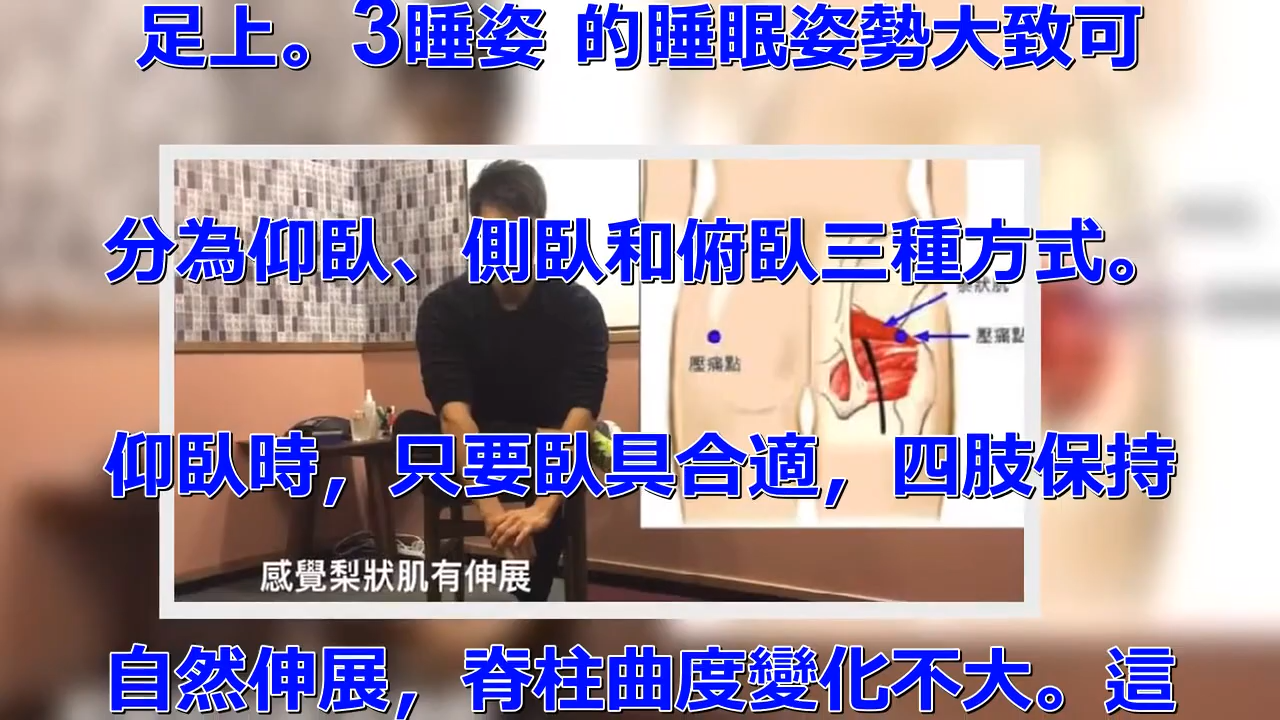 足上。3睡姿 的睡眠姿勢大致可
分為仰臥、側臥和俯臥三種方式。
壓痛點
壓痛點
仰臥時，只要臥具合適，四肢保持
感覺梨狀肌有伸展
自然伸展，脊柱曲度變化不大。這